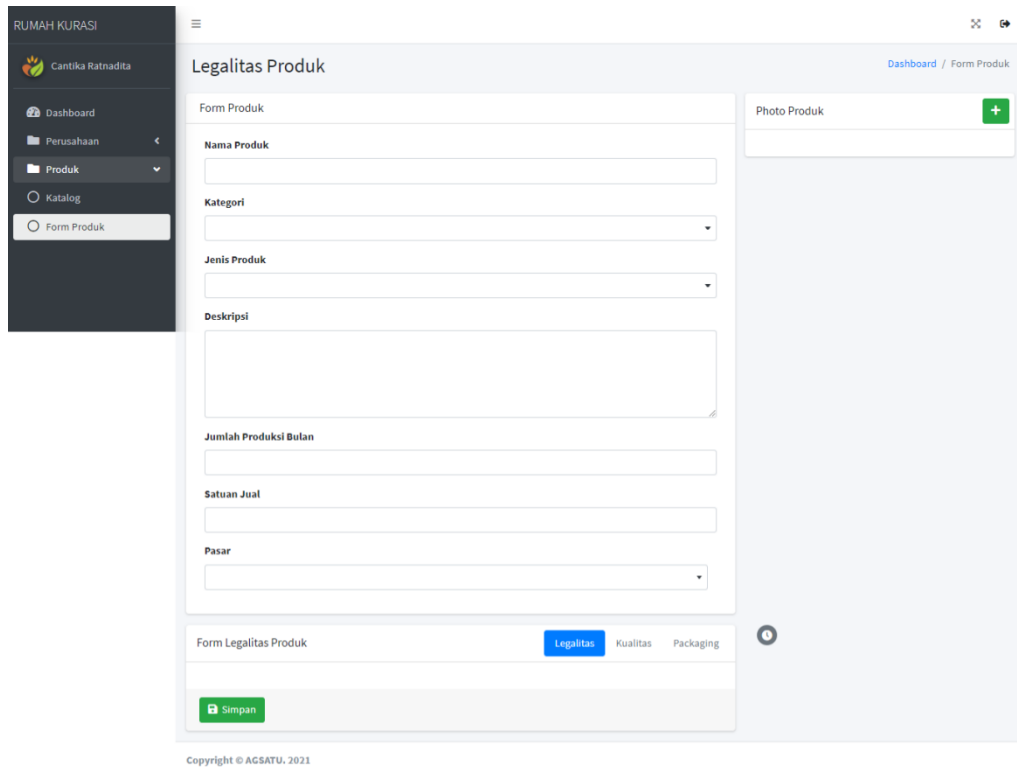 RUMAH KURASI
Cantika Ratnadita
Dashboard
Perusahaan
Produk
Katalog
Form Produk
Legalitas Produk
Dashboard / Form Produk
Form Produk
Nama Produk
Kategori
Jenis Produk
Deskripsi
Jumlah Produksi Bulan
Satuan Jual
Pasar
Photo Produk
Form Legalitas Produk
Legalitas Kualitas Packaging
Simpan
Copyright © AGSATU. 2021